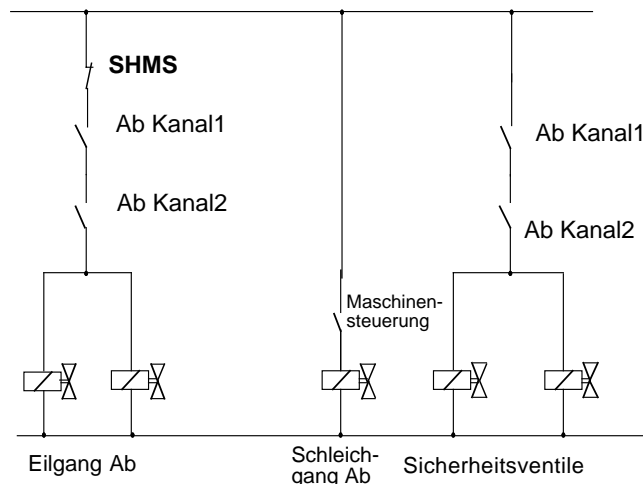 SHMS
Ab Kanal1
Ab Kanal1
Ab Kanal2
Ab Kanal2
Maschinen-
steuerung
Eilgang Ab
Schleich-
gang Ab
Sicherheitsventile